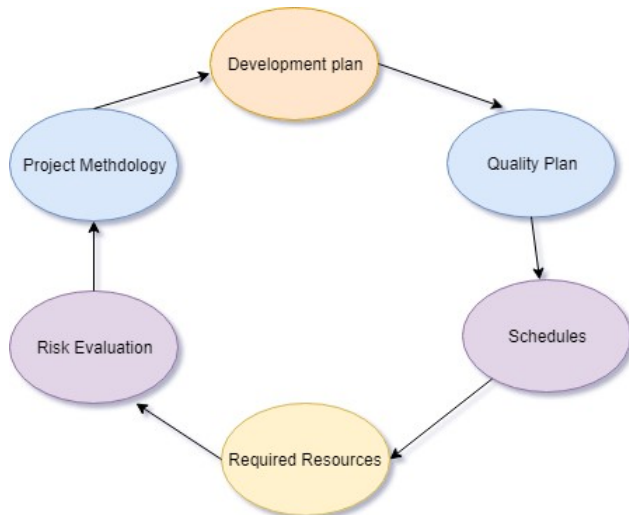 Development plan
Quality Plan
Schedules
Required Resources
Risk Evaluation
Project Methdology